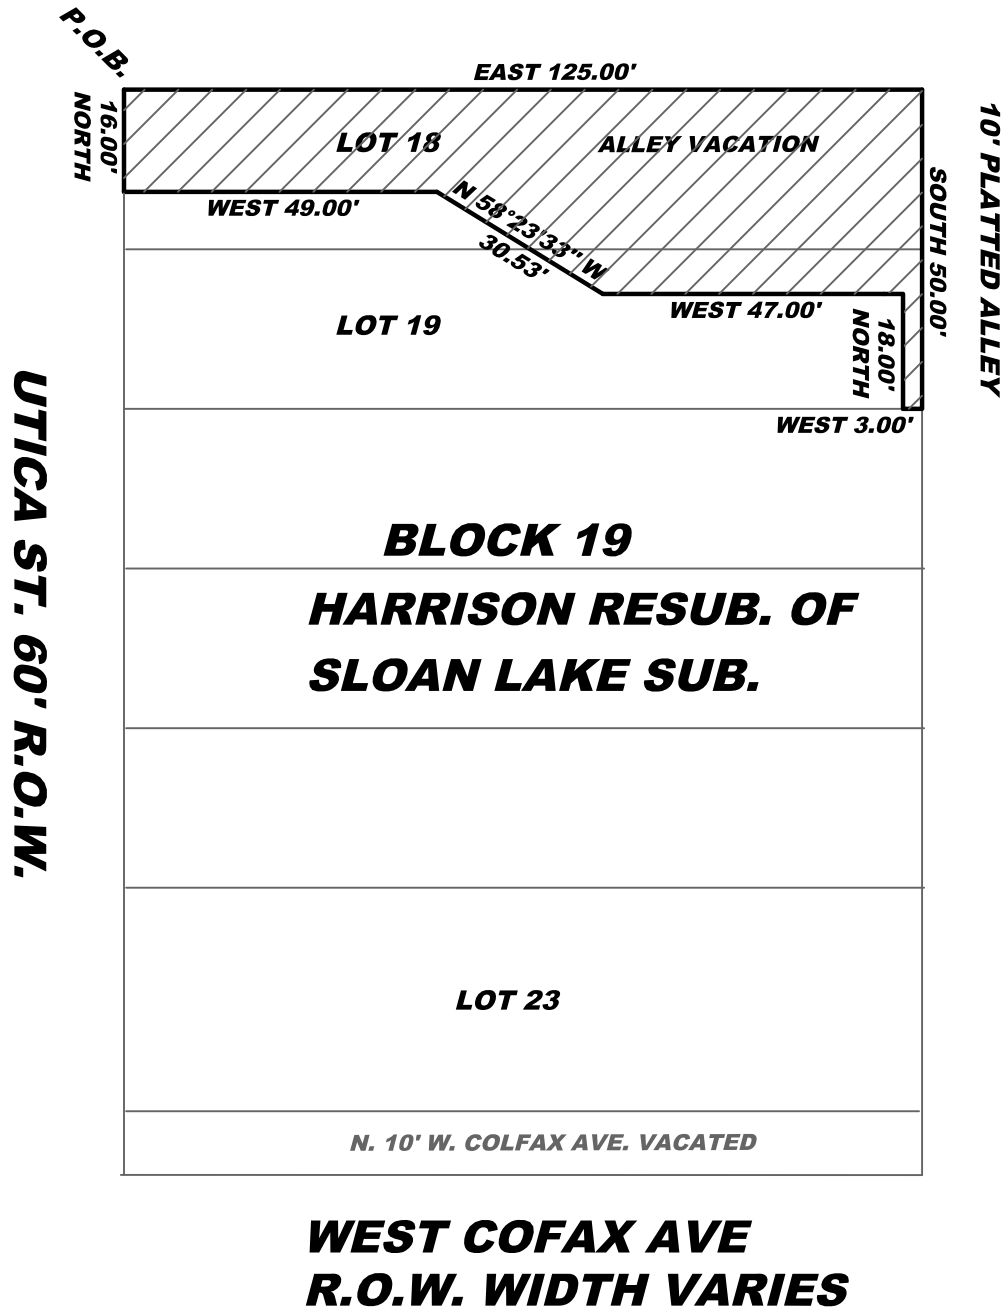 P.O.B.
EAST 125.00'
16.00'
NORTH
LOT 18
ALLEY VACATION
10' PLATTED ALLEY
SOUTH 50.00'
WEST 49.00'
N 58°23'33" W
30.53'
WEST 47.00'
LOT 19
18.00'
NORTH
WEST 3.00'
UTICA ST. 60' R.O.W.
BLOCK 19
HARRISON RESUB. OF
SLOAN LAKE SUB.
LOT 23
N. 10' W. COLFAX AVE. VACATED
WEST COFAX AVE
R.O.W. WIDTH VARIES